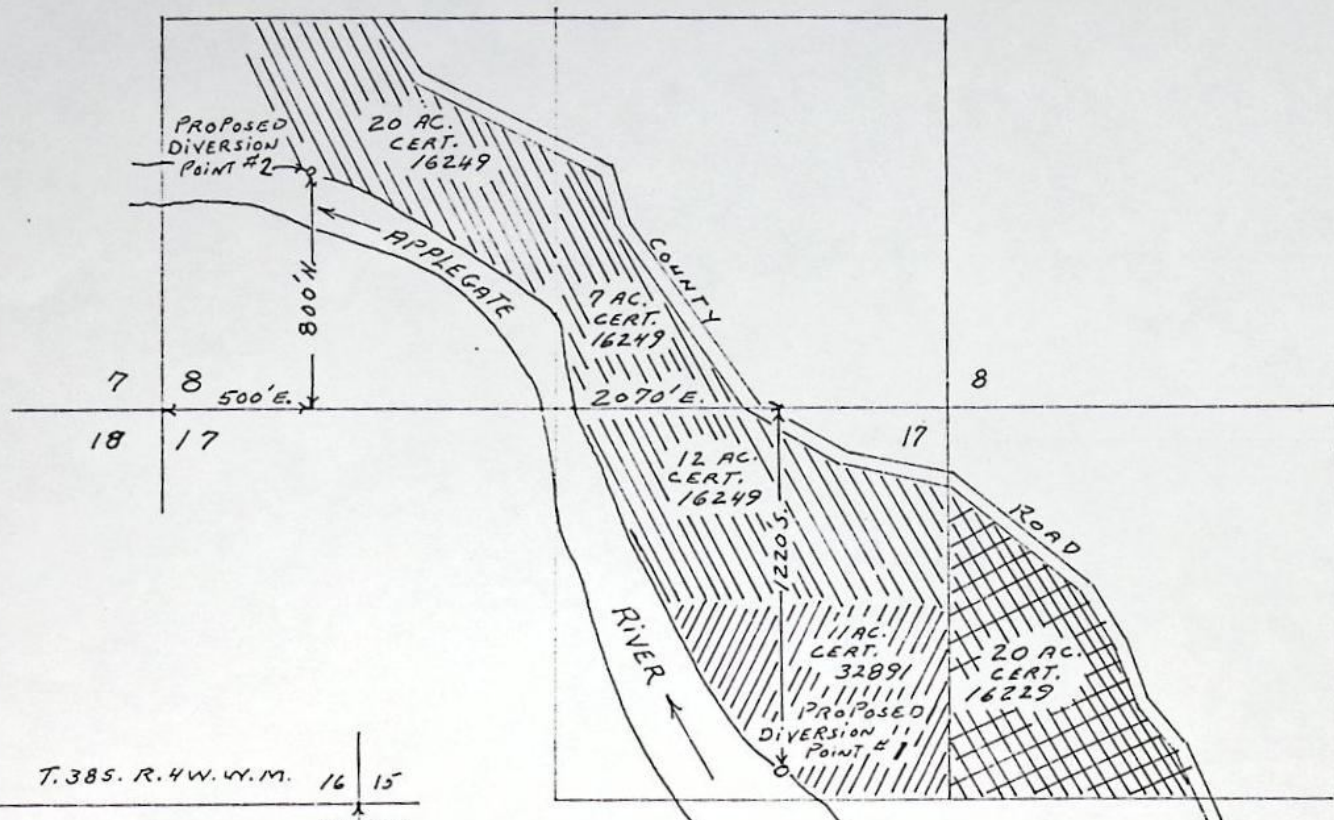 PROPOSED
DIVERSION
POINT #2
20 AC.
CERT.
16249
APPLEGATE
800'N.
COUNTY
7 AC.
CERT.
16249
7 8
500'E.
2070'E.
8
18 17
17
12 AC.
CERT.
16249
1220'S.
ROAD
RIVER
11 AC.
CERT.
32891
20 AC.
CERT.
16229
PROPOSED
DIVERSION
POINT #1
T.38S. R.4W. W.M. 16 15